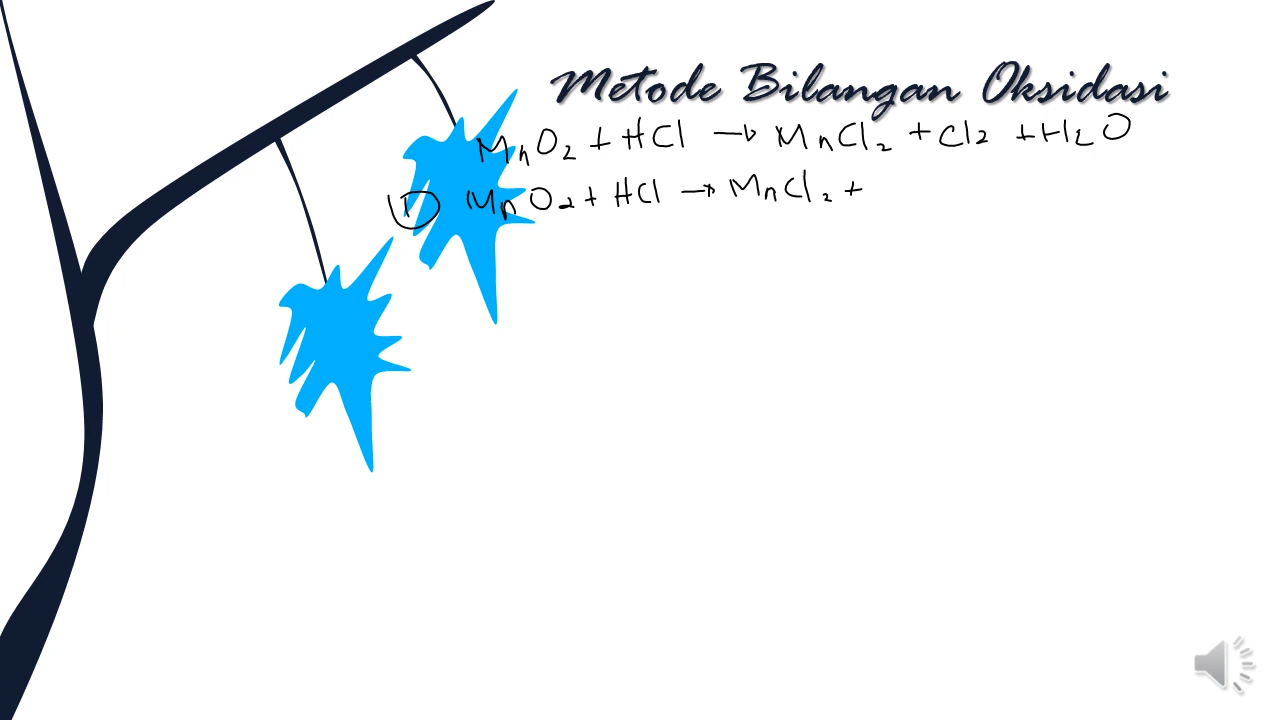 Metode Bilangan Oksidasi
MnO2 + HCl → MnCl2 + Cl2 + H2O
① MnO2 + HCl → MnCl2 +